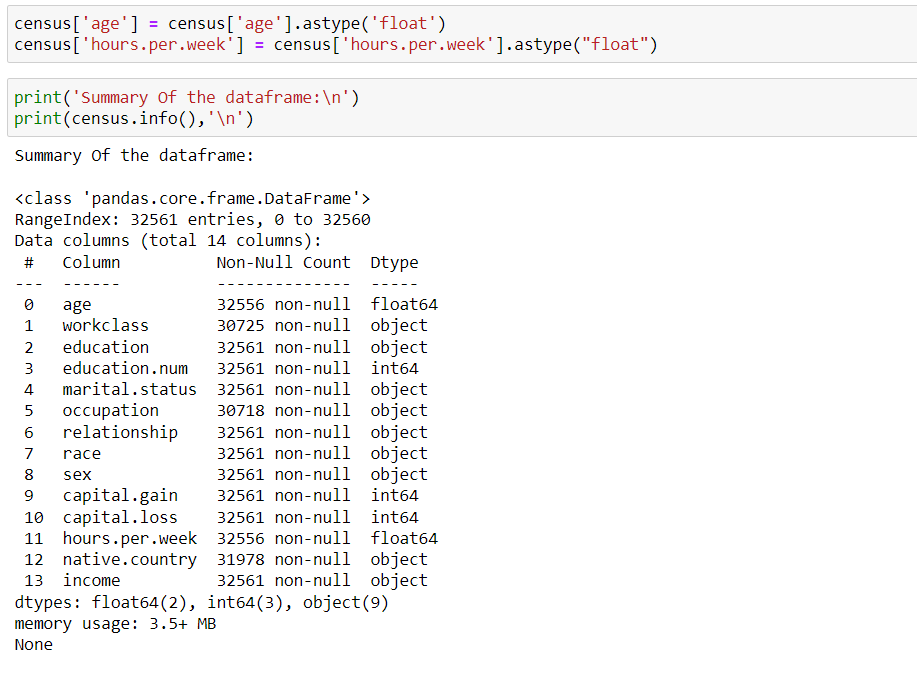 census['age'] = census['age'].astype('float')
census['hours.per.week'] = census['hours.per.week'].astype("float")
print('Summary Of the dataframe:\n')
print(census.info(),'\n')
Summary Of the dataframe:
<class 'pandas.core.frame.DataFrame'>
RangeIndex: 32561 entries, 0 to 32560
Data columns (total 14 columns):
 #   Column          Non-Null Count  Dtype
---  ------          --------------  -----
 0   age             32556 non-null  float64
 1   workclass       30725 non-null  object
 2   education       32561 non-null  object
 3   education.num   32561 non-null  int64
 4   marital.status  32561 non-null  object
 5   occupation      30718 non-null  object
 6   relationship    32561 non-null  object
 7   race            32561 non-null  object
 8   sex             32561 non-null  object
 9   capital.gain    32561 non-null  int64
 10  capital.loss    32561 non-null  int64
 11  hours.per.week  32556 non-null  float64
 12  native.country  31978 non-null  object
 13  income          32561 non-null  object
dtypes: float64(2), int64(3), object(9)
memory usage: 3.5+ MB
None